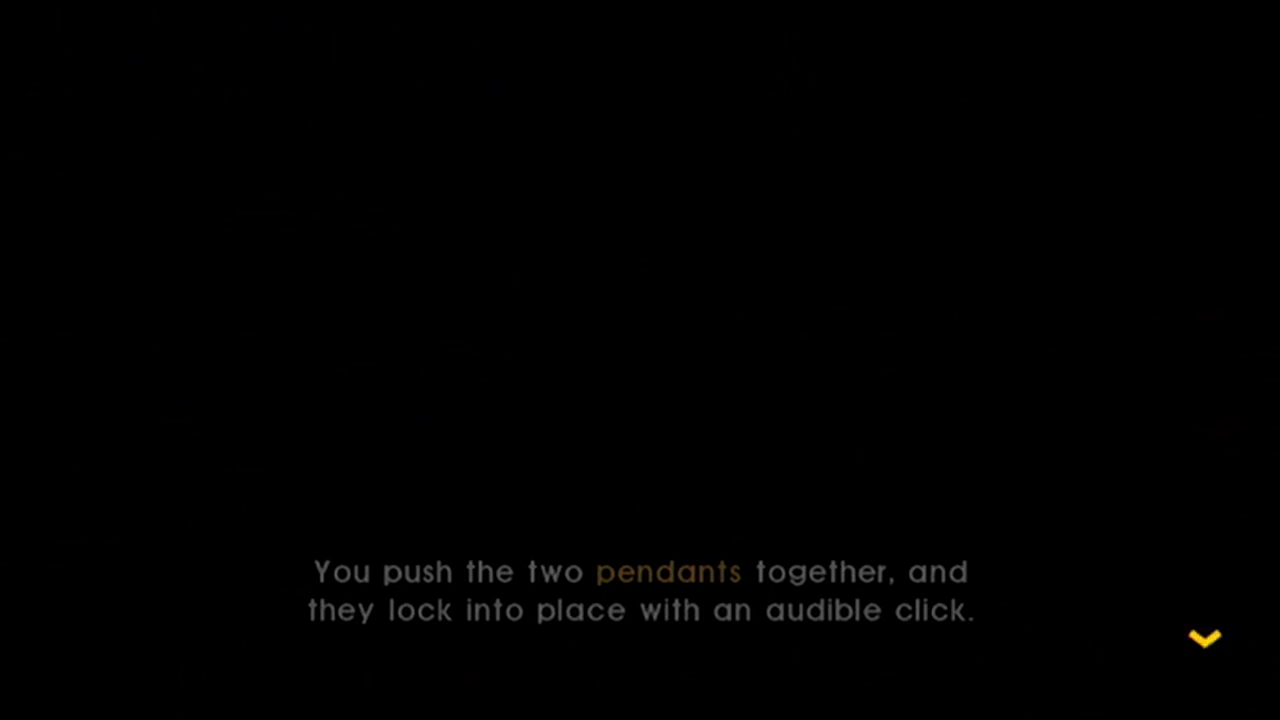 You push the two pendants together, and
they lock into place with an audible click.